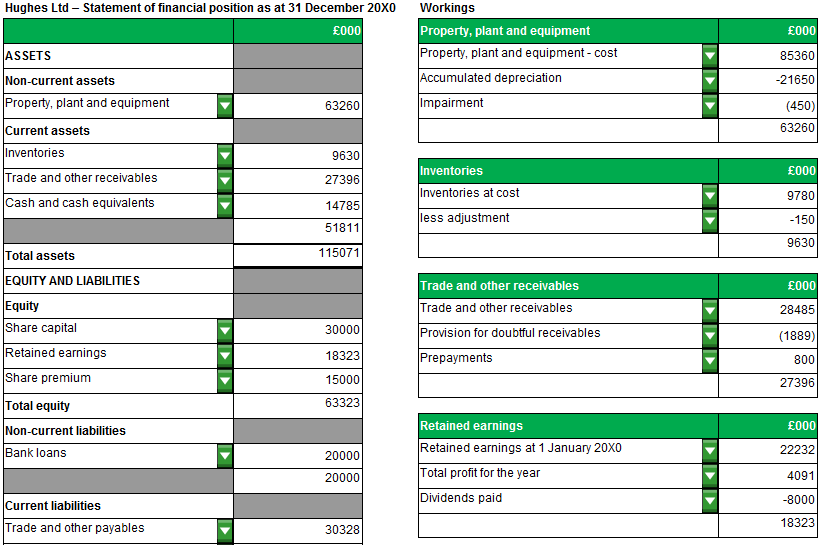 Hughes Ltd – Statement of financial position as at 31 December 20X0
£000
ASSETS
Non-current assets
Property, plant and equipment 63260
Current assets
Inventories 9630
Trade and other receivables 27396
Cash and cash equivalents 14785
51811
Total assets 115071
EQUITY AND LIABILITIES
Equity
Share capital 30000
Retained earnings 18323
Share premium 15000
Total equity 63323
Non-current liabilities
Bank loans 20000
20000
Current liabilities
Trade and other payables 30328
Workings
Property, plant and equipment £000
Property, plant and equipment - cost 85360
Accumulated depreciation -21650
Impairment (450)
63260
Inventories £000
Inventories at cost 9780
less adjustment -150
9630
Trade and other receivables £000
Trade and other receivables 28485
Provision for doubtful receivables (1889)
Prepayments 800
27396
Retained earnings £000
Retained earnings at 1 January 20X0 22232
Total profit for the year 4091
Dividends paid -8000
18323